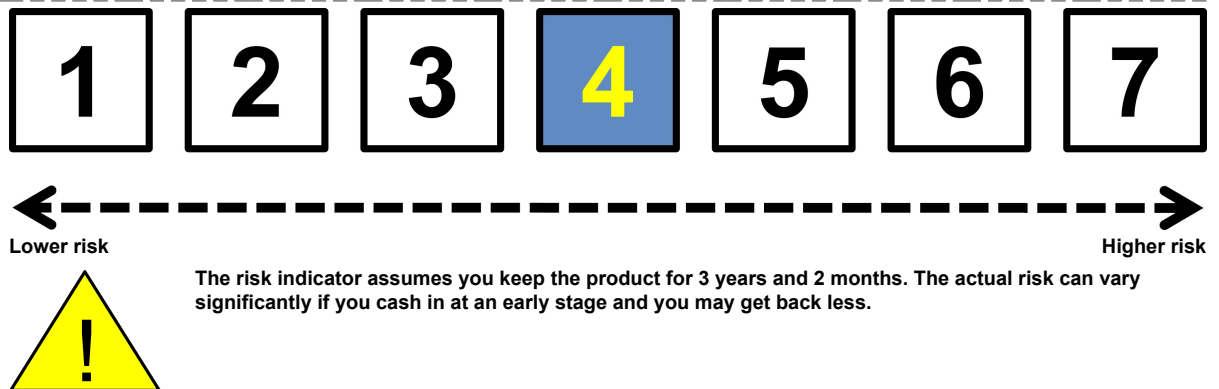 1 2 3 4 5 6 7
Lower risk Higher risk
The risk indicator assumes you keep the product for 3 years and 2 months. The actual risk can vary
significantly if you cash in at an early stage and you may get back less.
!